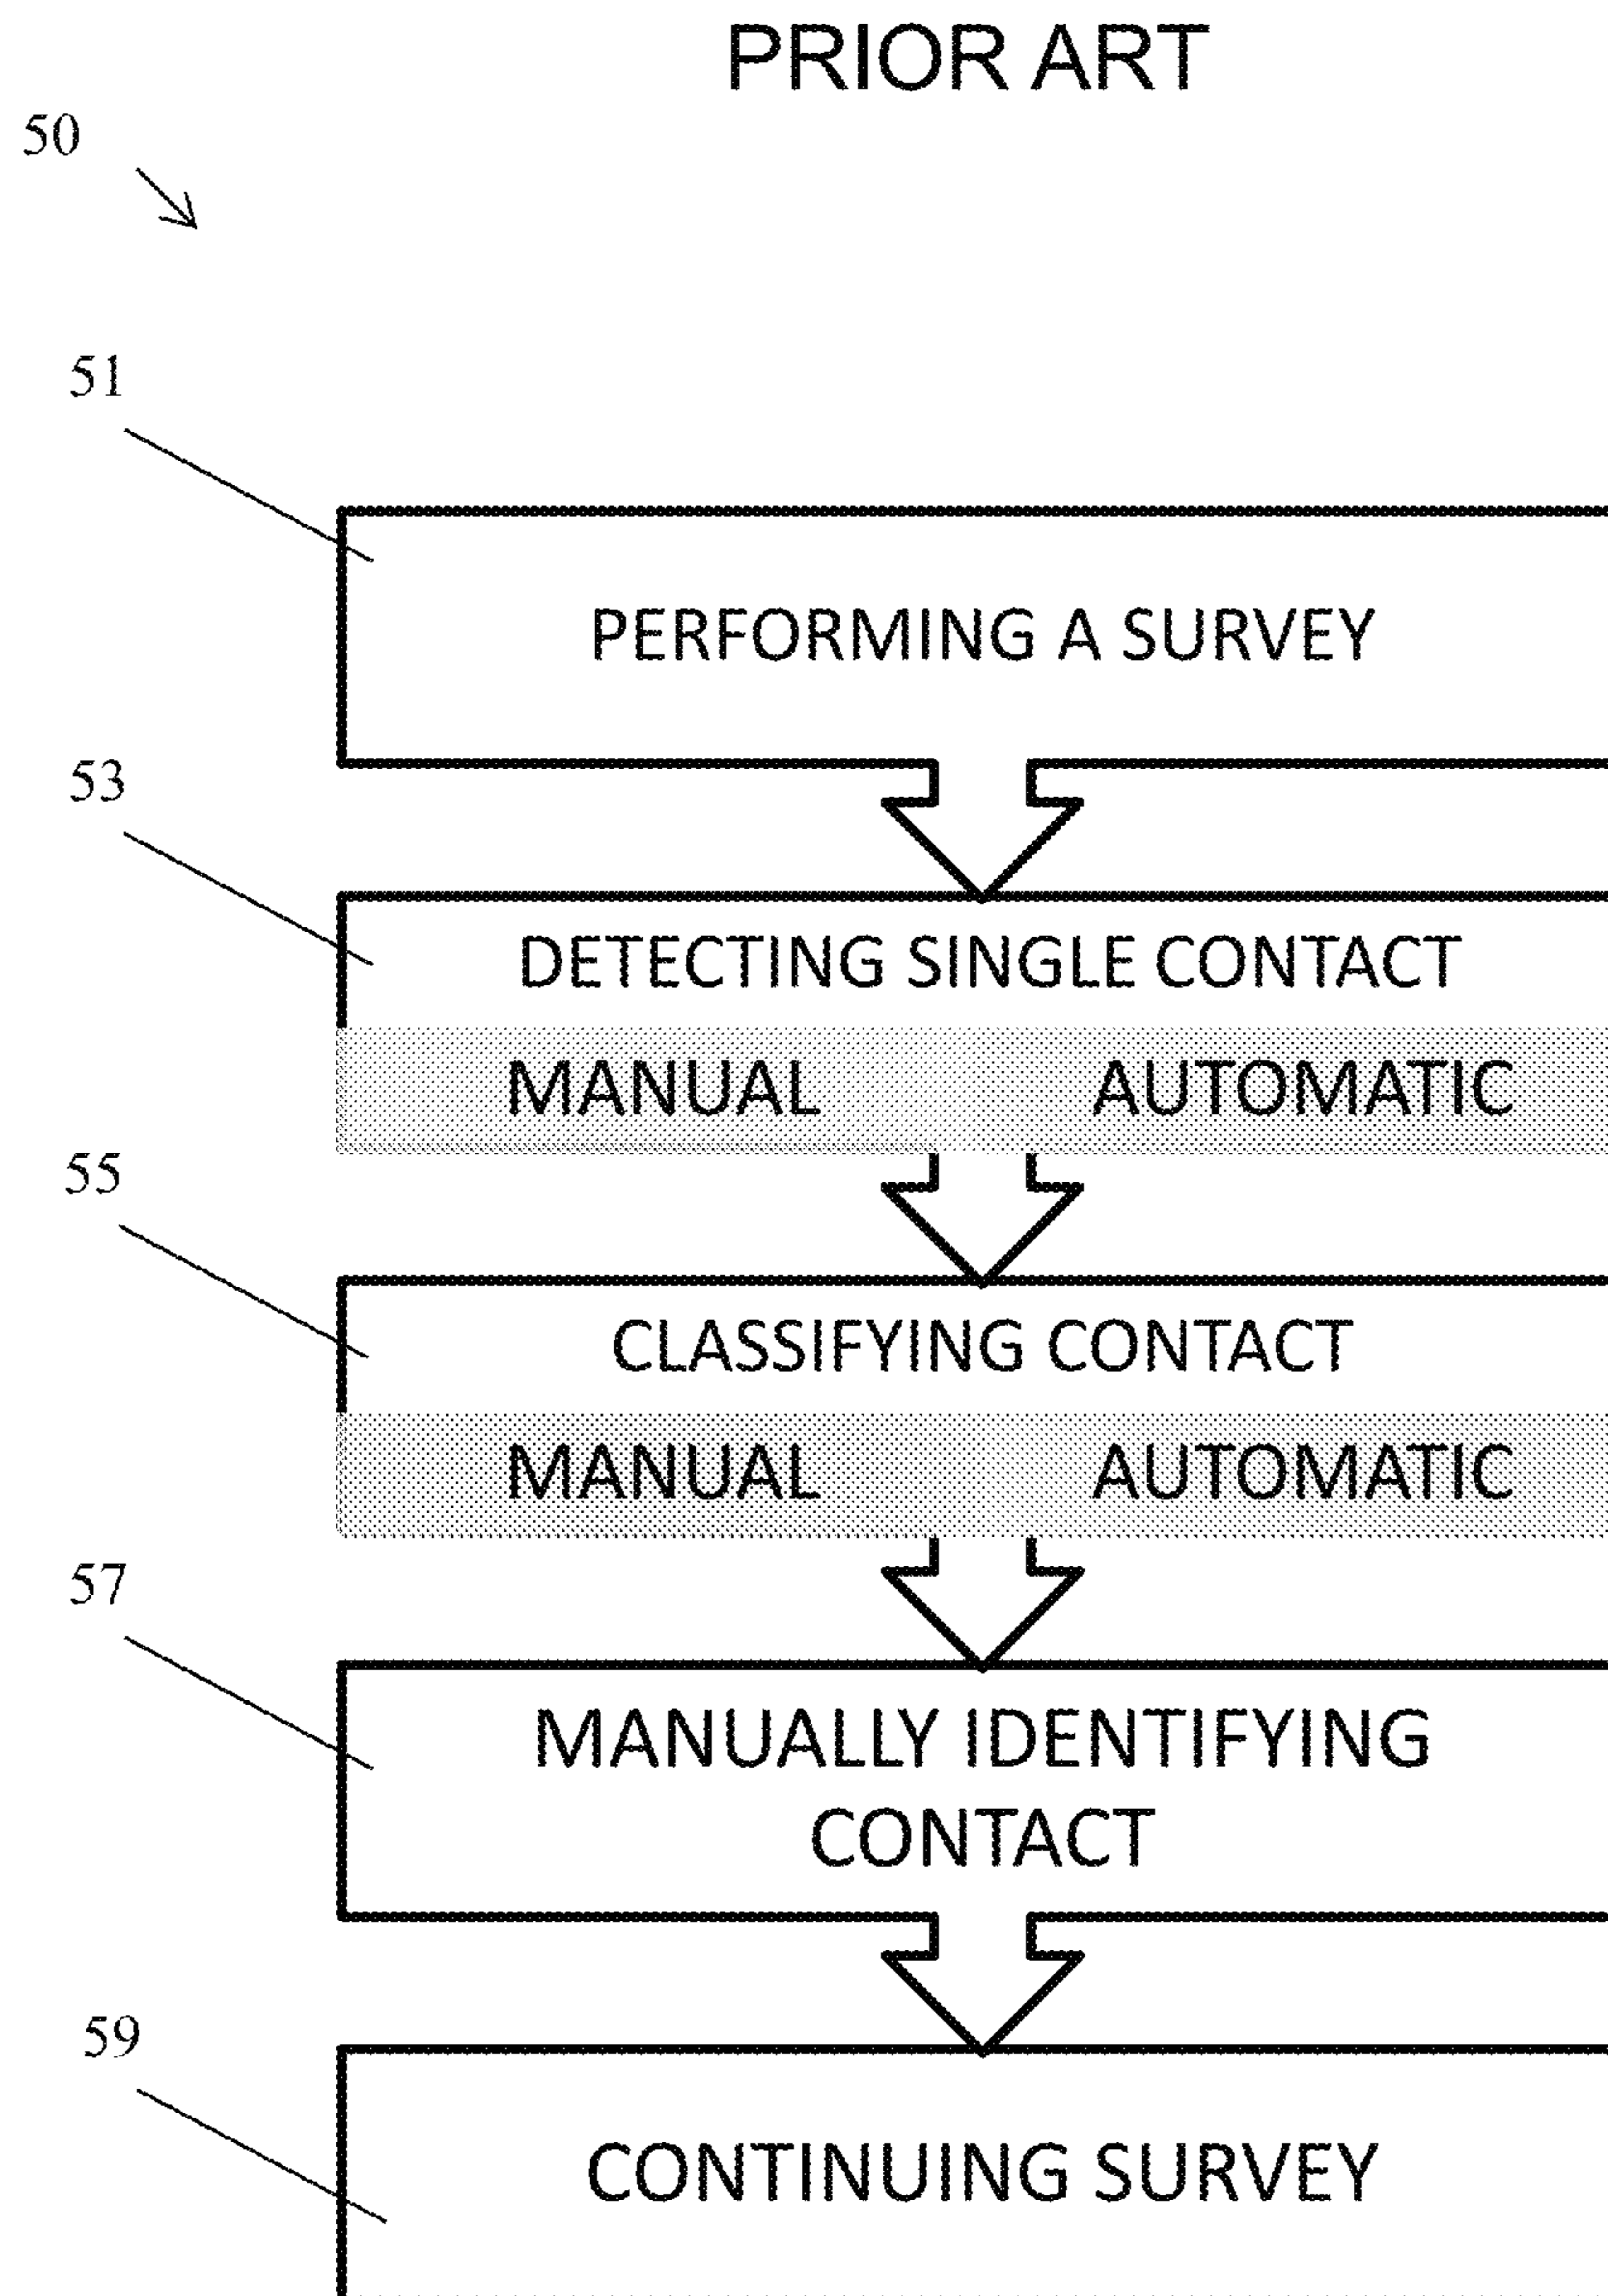 PRIOR ART
50
51
PERFORMING A SURVEY
53
DETECTING SINGLE CONTACT
MANUAL AUTOMATIC
55
CLASSIFYING CONTACT
MANUAL AUTOMATIC
57
MANUALLY IDENTIFYING
CONTACT
59
CONTINUING SURVEY